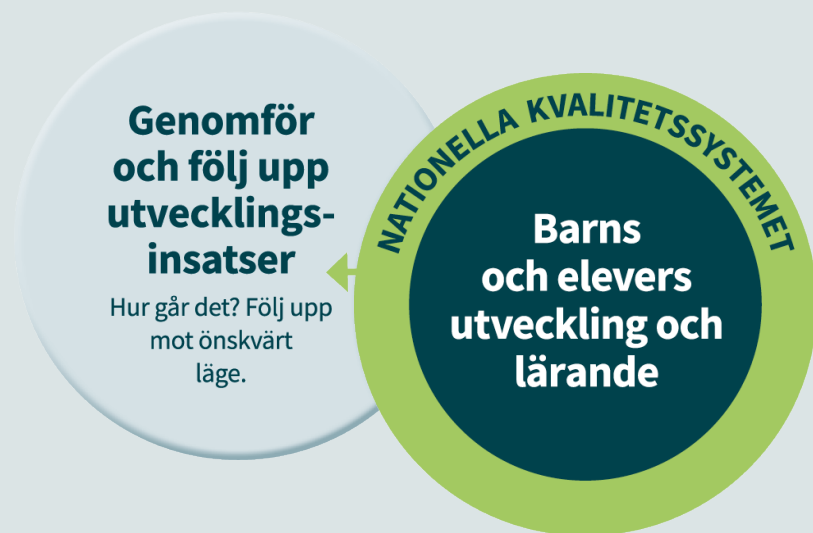 Genomför
och följ upp
utvecklings-
insatser
Hur går det? Följ upp
mot önskvärt
läge.
NATIONELLA KVALITETSSYSTEMET
Barns
och elevers
utveckling och
lärande